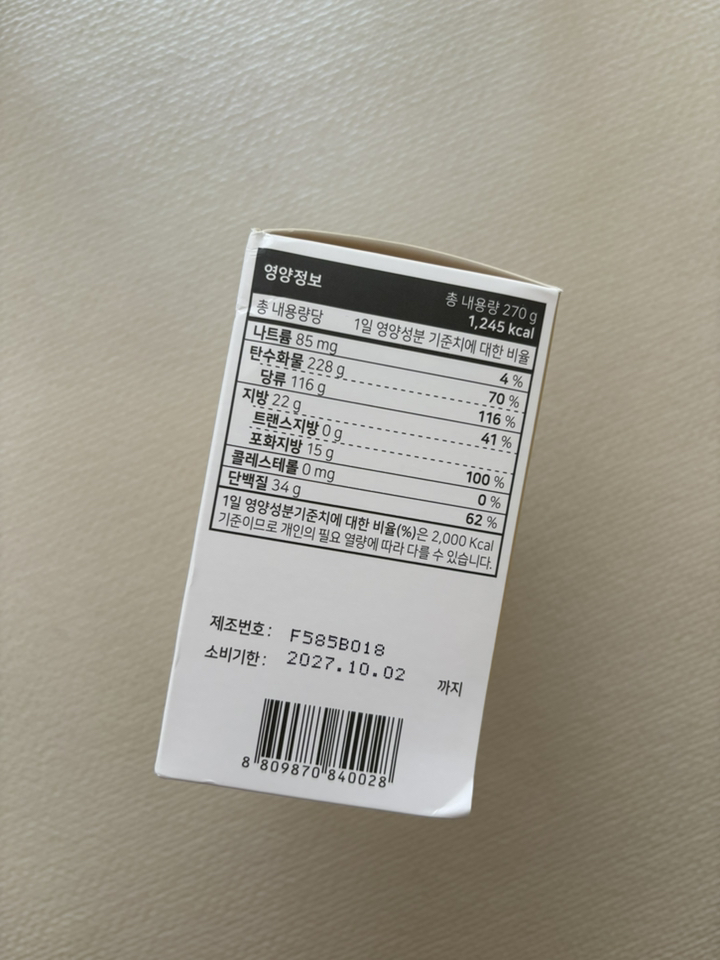 영양정보
총 내용량 270 g
1,245 kcal
총 내용량당 1일 영양성분 기준치에 대한 비율
나트륨 85 mg 4 %
탄수화물 228 g 70 %
당류 116 g 116 %
지방 22 g 41 %
트랜스지방 0 g
포화지방 15 g 100 %
콜레스테롤 0 mg 0 %
단백질 34 g 62 %
1일 영양성분기준치에 대한 비율(%)은 2,000 Kcal
기준이므로 개인의 필요 열량에 따라 다를 수 있습니다.
제조번호: F585B018
소비기한: 2027.10.02 까지
8 809870 840028